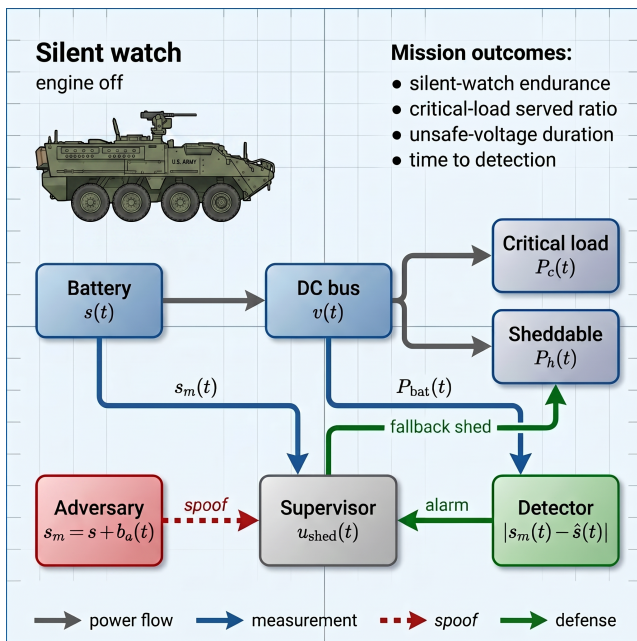 Silent watch
engine off
Mission outcomes:
● silent-watch endurance
● critical-load served ratio
● unsafe-voltage duration
● time to detection
U.S. ARMY
Critical load
P_c(t)
Battery
s(t)
DC bus
v(t)
Sheddable
P_h(t)
s_m(t)
P_bat(t)
fallback shed
Adversary
s_m = s + b_a(t)
spoof
Supervisor
u_shed(t)
alarm
Detector
|s_m(t) − ŝ(t)|
power flow
measurement
spoof
defense